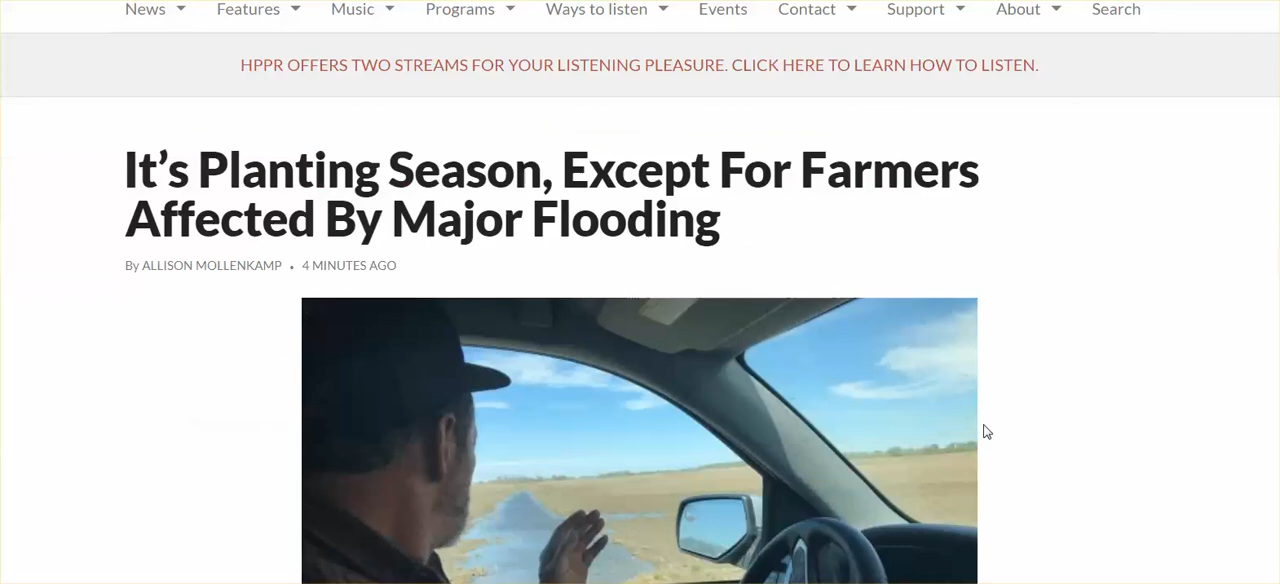 News Features Music Programs Ways to listen Events Contact Support About Search
HPPR OFFERS TWO STREAMS FOR YOUR LISTENING PLEASURE. CLICK HERE TO LEARN HOW TO LISTEN.
It’s Planting Season, Except For Farmers
Affected By Major Flooding
By ALLISON MOLLENKAMP • 4 MINUTES AGO